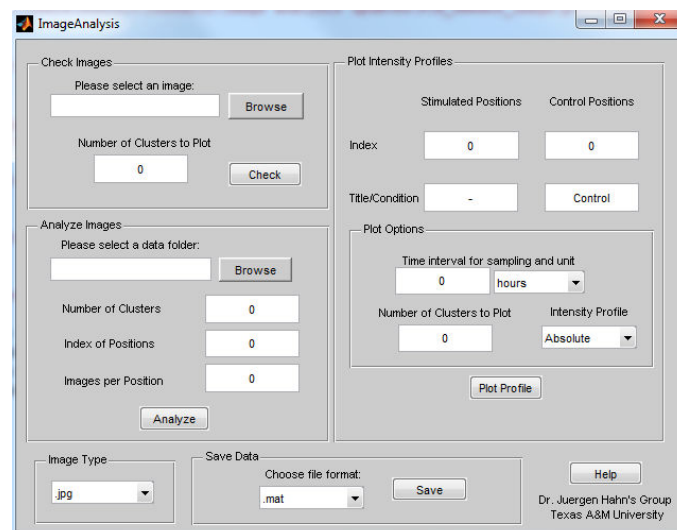 ImageAnalysis
Check Images
Please select an image:
Browse
Number of Clusters to Plot
0
Check
Analyze Images
Please select a data folder:
Browse
Number of Clusters
0
Index of Positions
0
Images per Position
0
Analyze
Plot Intensity Profiles
Stimulated Positions Control Positions
Index 0 0
Title/Condition - Control
Plot Options
Time interval for sampling and unit
0 hours
Number of Clusters to Plot Intensity Profile
0 Absolute
Plot Profile
Image Type
.jpg
Save Data
Choose file format:
.mat
Save
Help
Dr. Juergen Hahn's Group
Texas A&M University